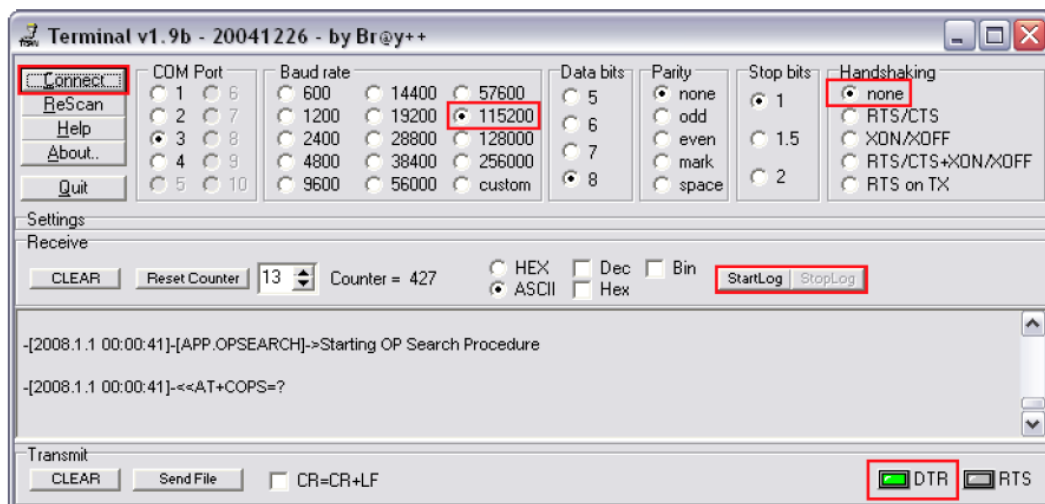 Terminal v1.9b - 20041226 - by Br@y++
Connect
ReScan
Help
About..
Quit
COM Port
1 6
2 7
3 8
4 9
5 10
Baud rate
600 14400 57600
1200 19200 115200
2400 28800 128000
4800 38400 256000
9600 56000 custom
Data bits
5
6
7
8
Parity
none
odd
even
mark
space
Stop bits
1
1.5
2
Handshaking
none
RTS/CTS
XON/XOFF
RTS/CTS+XON/XOFF
RTS on TX
Settings
Receive
CLEAR Reset Counter 13 Counter = 427
HEX Dec Bin
ASCII Hex
StartLog StopLog
-[2008.1.1 00:00:41]-[APP.OPSEARCH]->Starting OP Search Procedure
-[2008.1.1 00:00:41]-<<AT+COPS=?
Transmit
CLEAR Send File CR=CR+LF DTR RTS